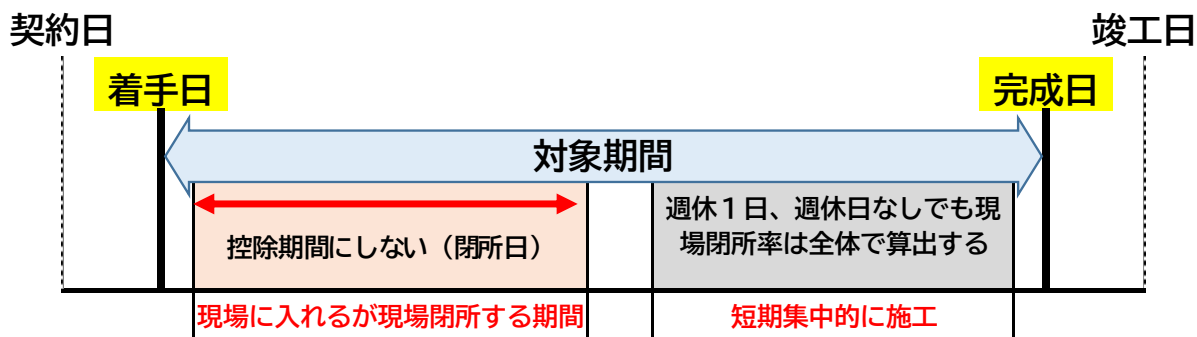 契約日
竣工日
着手日
完成日
対象期間
控除期間にしない（閉所日）
週休１日、週休日なしでも現
場閉所率は全体で算出する
現場に入れるが現場閉所する期間
短期集中的に施工